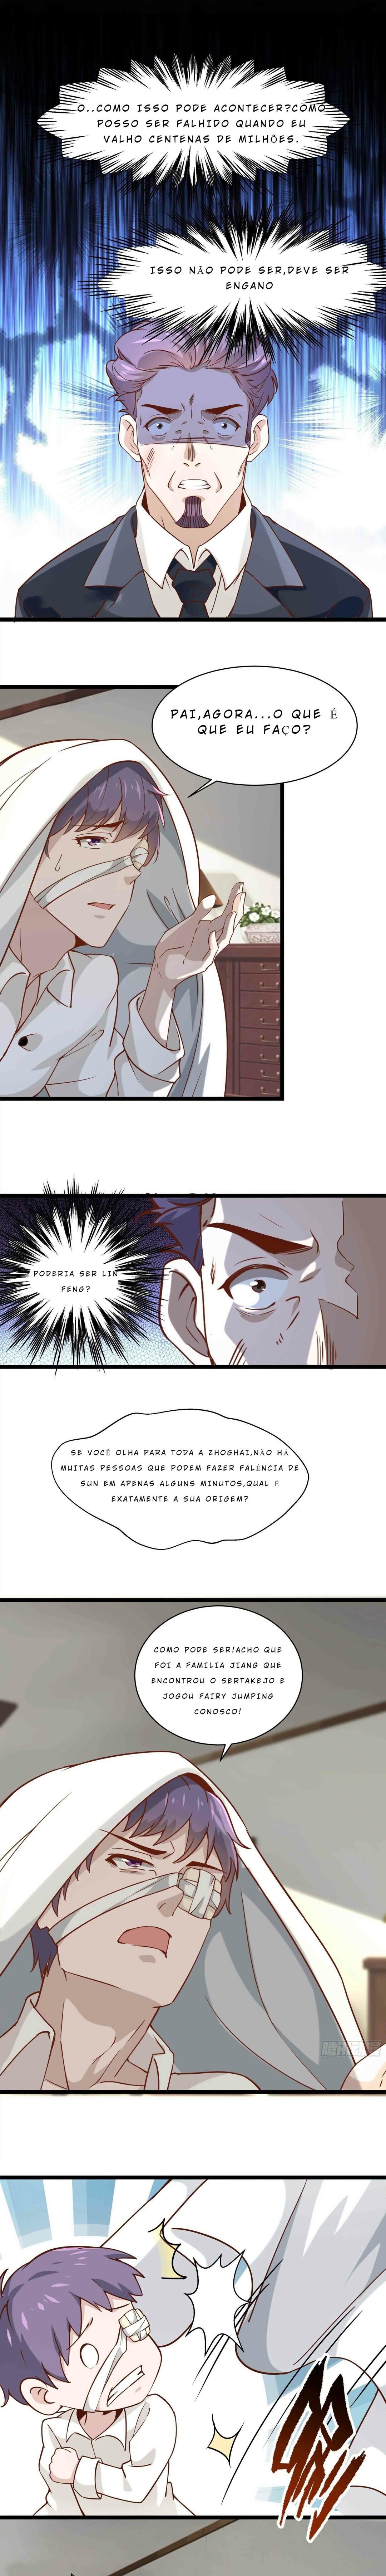 O..COMO ISSO PODE ACONTECER?COMO
POSSO SER FALHIDO QUANDO EU
VALHO CENTENAS DE MILHÕES.
ISSO NÃO PODE SER,DEVE SER
ENGANO
PAI,AGORA...O QUE É
QUE EU FAÇO?
PODERIA SER LIN
FENG?
SE VOCÊ OLHA PARA TODA A ZHOGHAI,NÃO HÁ
MUITAS PESSOAS QUE PODEM FAZER FALÊNCIA DE
SUN EM APENAS ALGUNS MINUTOS,QUAL É
EXATAMENTE A SUA ORIGEM?
COMO PODE SER!ACHO QUE
FOI A FAMILIA JIANG QUE
ENCONTROU O SERTAKEJO E
JOGOU FAIRY JUMPING
CONOSCO!